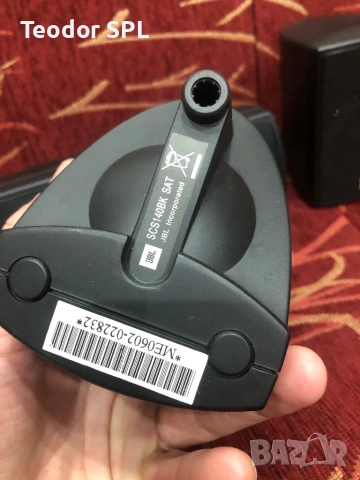 Teodor SPL
SCS140BK SAT
JBL Incorporated
JBL
*ME0602-022832*
BAZAR